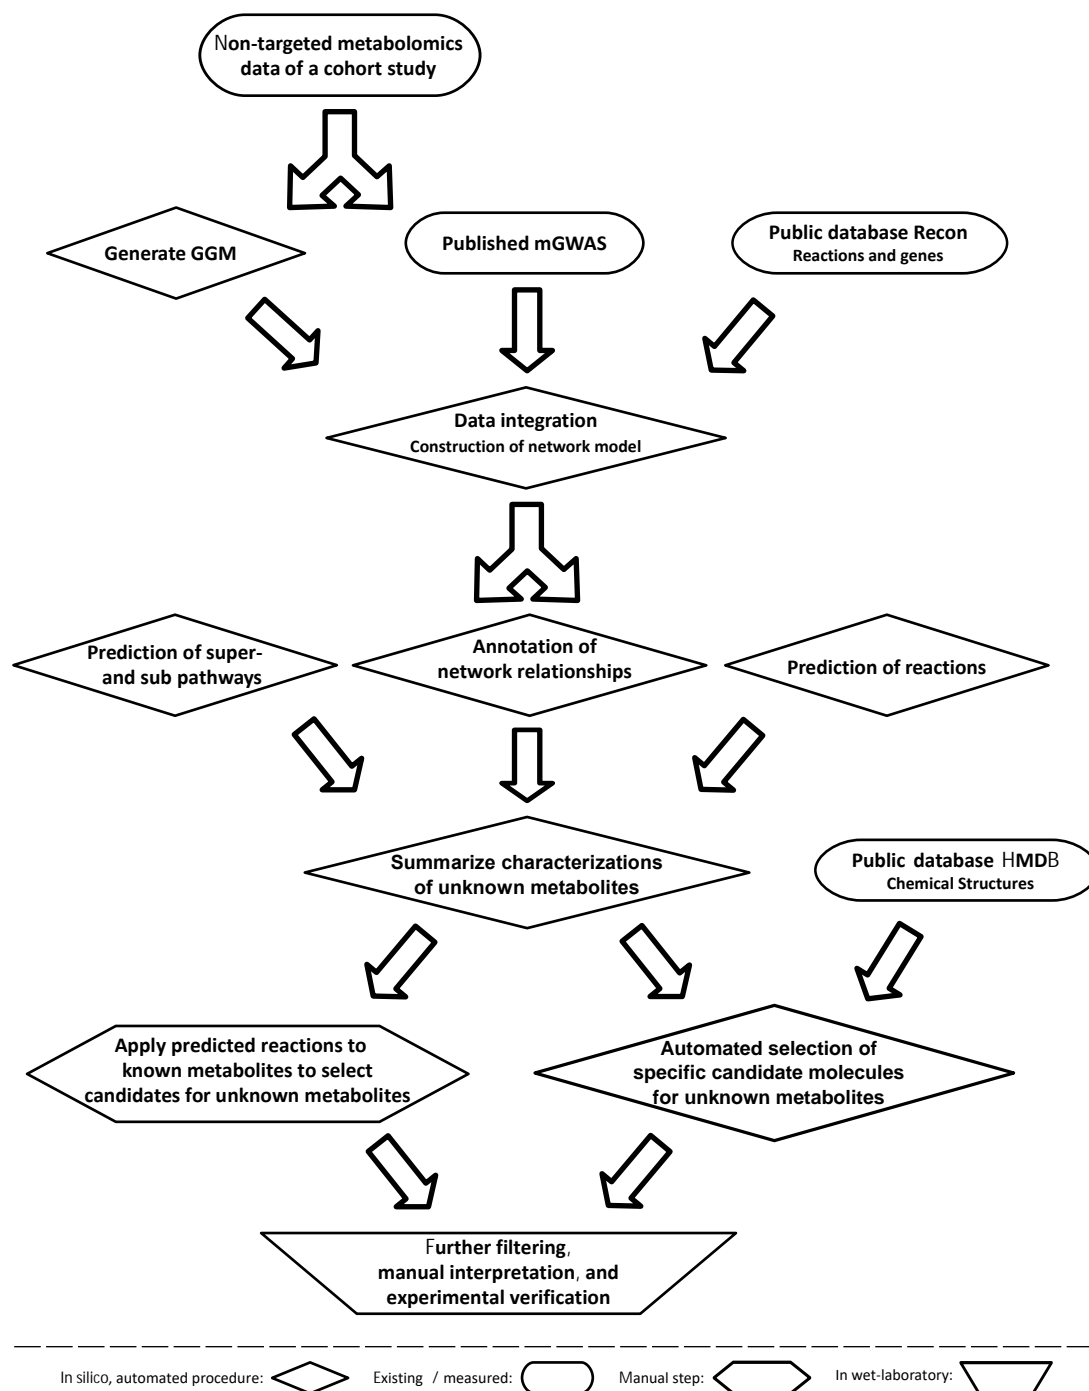 Non-targeted metabolomics
data of a cohort study
Generate GGM
Published mGWAS
Public database Recon
Reactions and genes
Data integration
Construction of network model
Prediction of super-
and sub pathways
Annotation of
network relationships
Prediction of reactions
Summarize characterizations
of unknown metabolites
Public database HMDB
Chemical Structures
Apply predicted reactions to
known metabolites to select
candidates for unknown metabolites
Automated selection of
specific candidate molecules
for unknown metabolites
Further filtering,
manual interpretation, and
experimental verification
In silico, automated procedure:
Existing / measured:
Manual step:
In wet-laboratory: